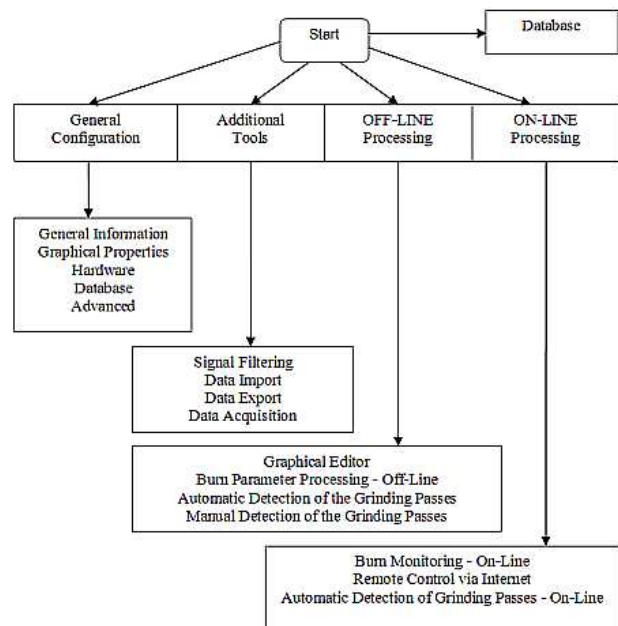 Start
Database
General
Configuration
Additional
Tools
OFF-LINE
Processing
ON-LINE
Processing
General Information
Graphical Properties
Hardware
Database
Advanced
Signal Filtering
Data Import
Data Export
Data Acquisition
Graphical Editor
Burn Parameter Processing - Off-Line
Automatic Detection of the Grinding Passes
Manual Detection of the Grinding Passes
Burn Monitoring - On-Line
Remote Control via Internet
Automatic Detection of Grinding Passes - On-Line